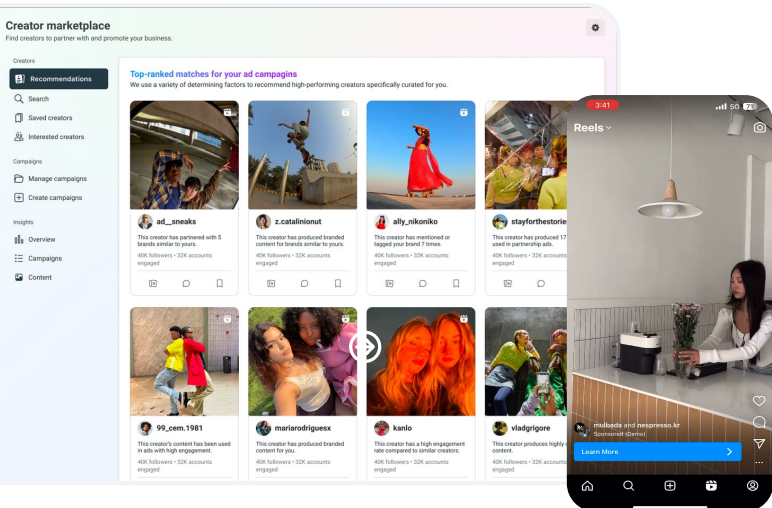 Creator marketplace
Find creators to partner with and promote your business.
Creators
Recommendations
Search
Saved creators
Interested creators
Campaigns
Manage campaigns
Create campaigns
Insights
Overview
Campaigns
Content
Top-ranked matches for your ad campagins
We use a variety of determining factors to recommend high-performing creators specifically curated for you.
ad__sneaks
This creator has partnered with 5
brands similar to yours.
40K followers • 32K accounts
engaged
z.catalinionut
This creator has produced branded
content for brands similar to yours.
40K followers • 32K accounts
engaged
ally_nikoniko
This creator has mentioned or
tagged your brand 7 times.
40K followers • 32K accounts
engaged
stayforthestorie
This creator has produced 17
used in partnership ads.
40K followers • 32K accounts
engaged
99_cem.1981
This creator's content has been used
in ads with high engagement.
40K followers • 32K accounts
engaged
mariarodriguesx
This creator has produced branded
content for you.
40K followers • 32K accounts
engaged
kanlo
This creator has a high engagement
rate compared to similar creators.
40K followers • 32K accounts
engaged
vladgrigore
This creator produces highly
content.
40K followers • 32K accounts
engaged
3:41
5G
Reels
mulbada and nespresso.kr
Sponsored (Demo)
Learn More